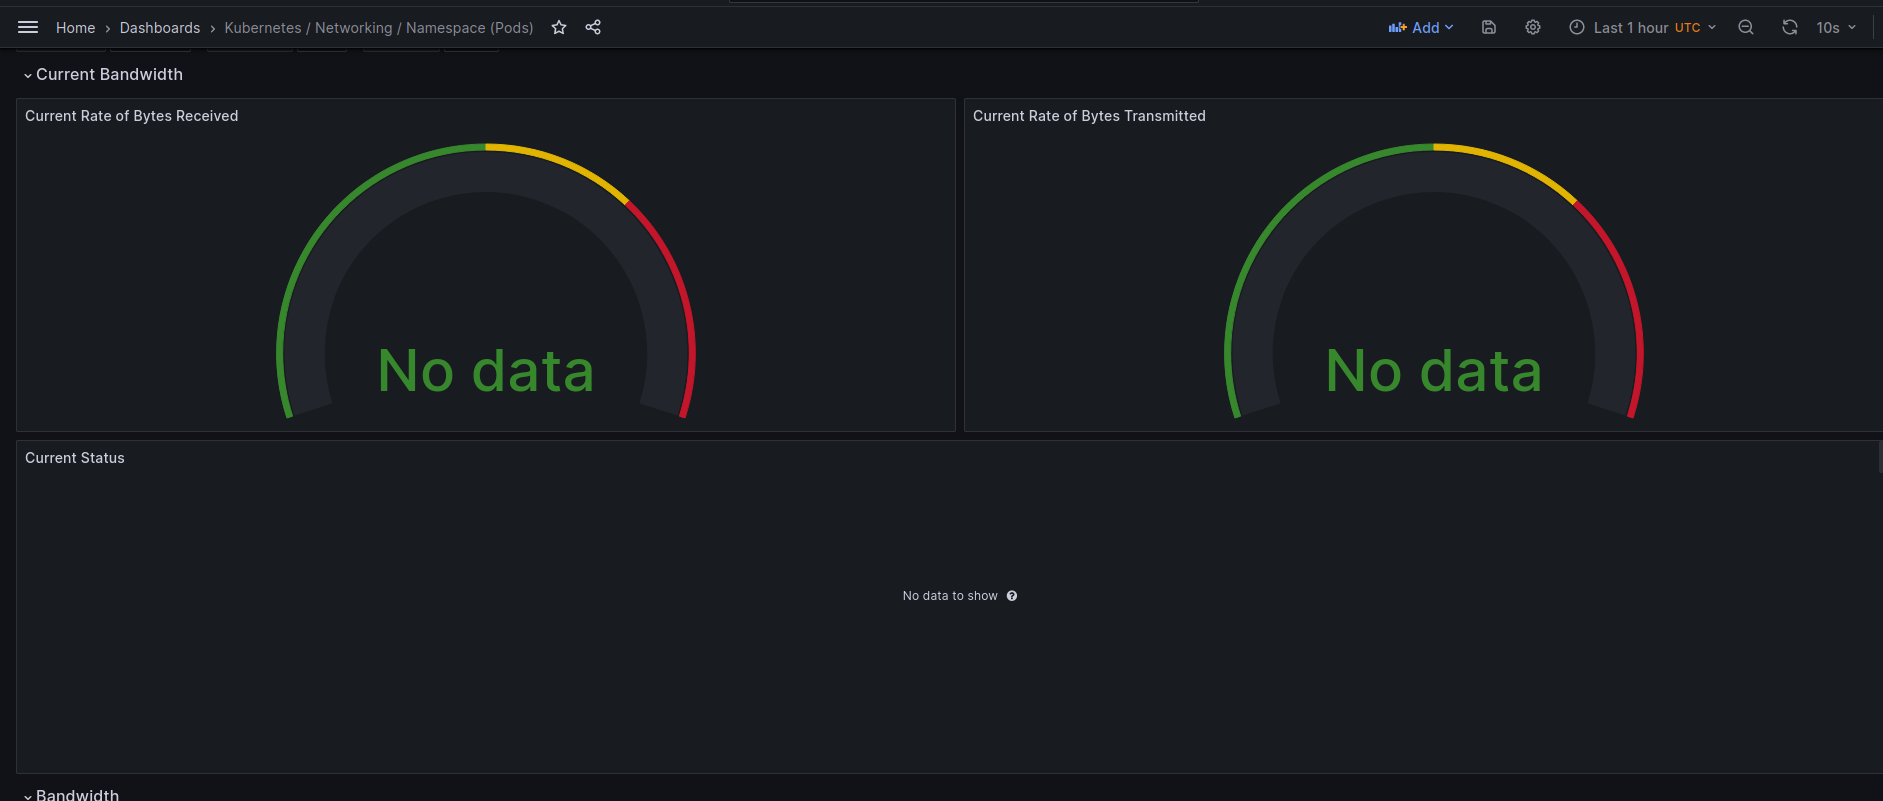 Home › Dashboards › Kubernetes / Networking / Namespace (Pods)
Add
Last 1 hour UTC
10s
Current Bandwidth
Current Rate of Bytes Received
No data
Current Rate of Bytes Transmitted
No data
Current Status
No data to show
Bandwidth